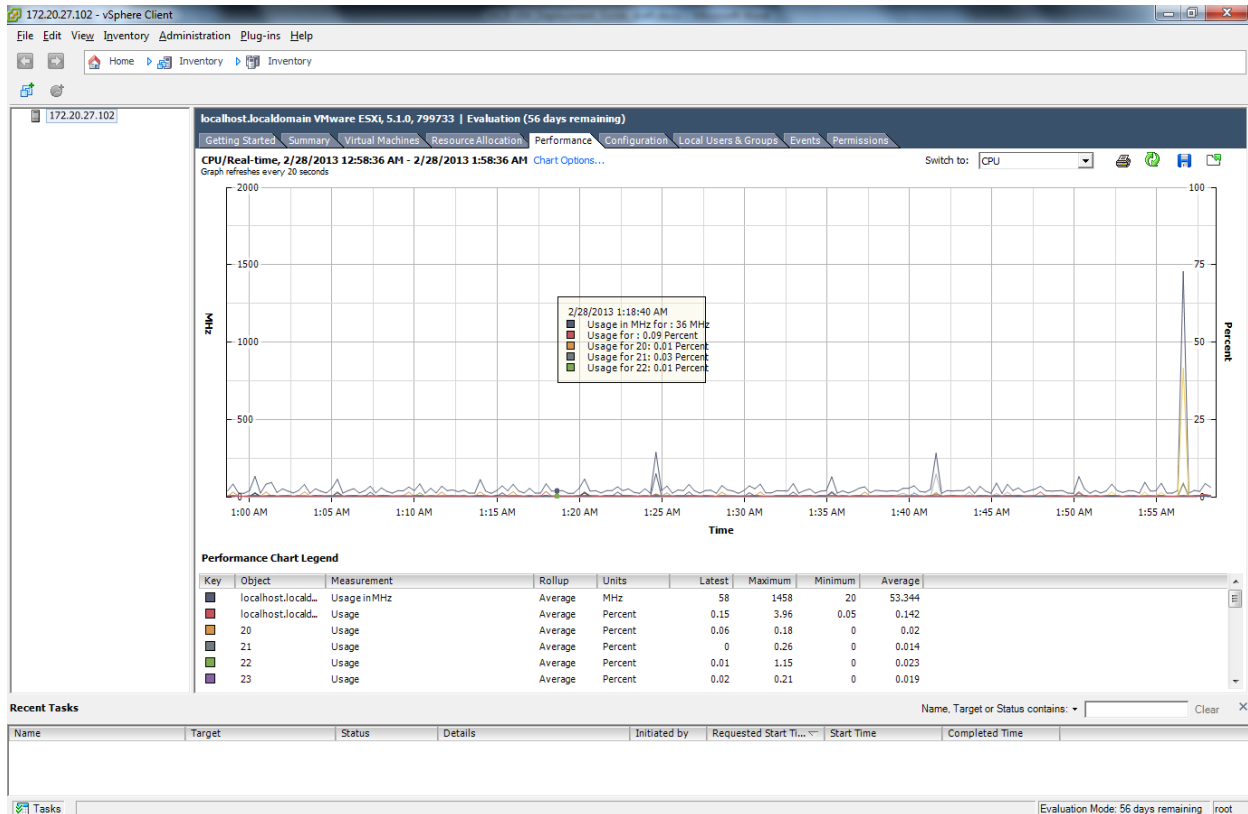 172.20.27.102 - vSphere Client
File Edit View Inventory Administration Plug-ins Help
Home Inventory Inventory
172.20.27.102
localhost.localdomain VMware ESXi, 5.1.0, 799733 | Evaluation (56 days remaining)
Getting Started Summary Virtual Machines Resource Allocation Performance Configuration Local Users & Groups Events Permissions
CPU/Real-time, 2/28/2013 12:58:36 AM - 2/28/2013 1:58:36 AM Chart Options... Switch to: CPU
Graph refreshes every 20 seconds
2000 100
1500 75
2/28/2013 1:18:40 AM
Usage in MHz for : 36 MHz
Usage for : 0.09 Percent
Usage for 20: 0.01 Percent
Usage for 21: 0.03 Percent
Usage for 22: 0.01 Percent
MHz
1000 50
Percent
500 25
0 0
1:00 AM 1:05 AM 1:10 AM 1:15 AM 1:20 AM 1:25 AM 1:30 AM 1:35 AM 1:40 AM 1:45 AM 1:50 AM 1:55 AM
Time
Performance Chart Legend
Key Object Measurement Rollup Units Latest Maximum Minimum Average
localhost.locald... Usage in MHz Average MHz 58 1458 20 53.344
localhost.locald... Usage Average Percent 0.15 3.96 0.05 0.142
20 Usage Average Percent 0.06 0.18 0 0.02
21 Usage Average Percent 0 0.26 0 0.014
22 Usage Average Percent 0.01 1.15 0 0.023
23 Usage Average Percent 0.02 0.21 0 0.019
Recent Tasks Name, Target or Status contains: Clear
Name Target Status Details Initiated by Requested Start Ti... Start Time Completed Time
Tasks Evaluation Mode: 56 days remaining root